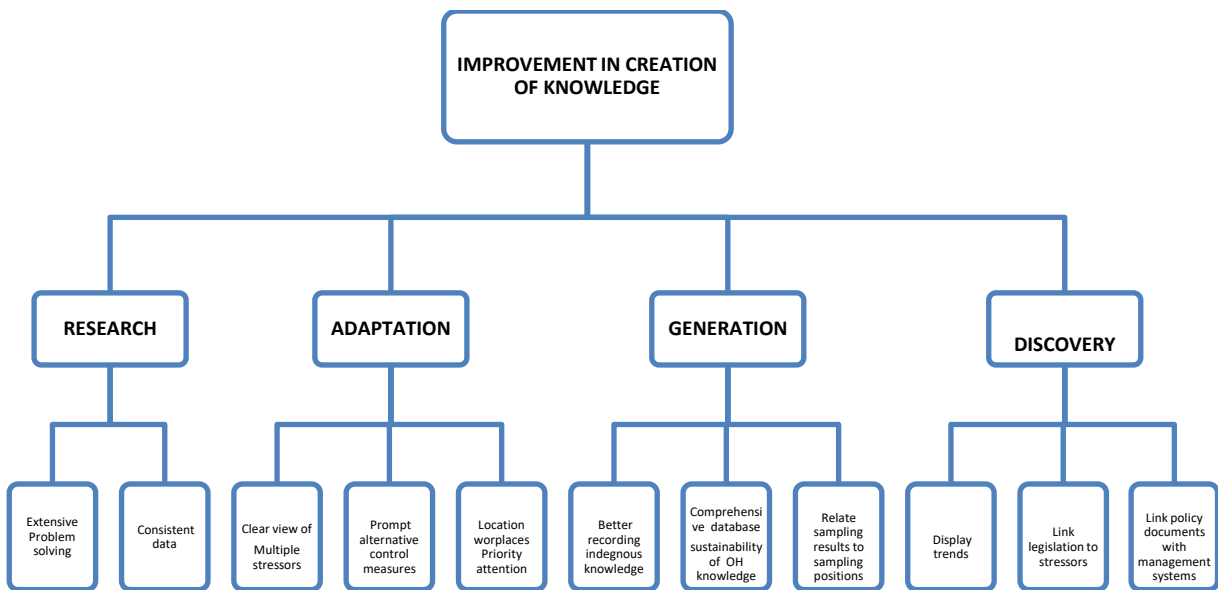 IMPROVEMENT IN CREATION
OF KNOWLEDGE
RESEARCH
ADAPTATION
GENERATION
DISCOVERY
Extensive
Problem
solving
Consistent
data
Clear view of
Multiple
stressors
Prompt
alternative
control
measures
Location
worplaces
Priority
attention
Better
recording
indegnous
knowledge
Comprehensi
ve database
sustainability
of OH
knowledge
Relate
sampling
results to
sampling
positions
Display
trends
Link
legislation to
stressors
Link policy
documents
with
management
systems